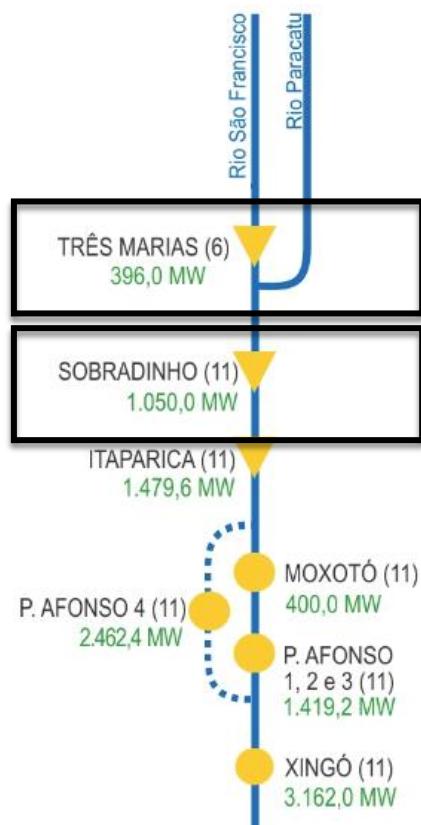 Rio São Francisco
Rio Paracatu
TRÊS MARIAS (6)
396,0 MW
SOBRADINHO (11)
1.050,0 MW
ITAPARICA (11)
1.479,6 MW
MOXOTÓ (11)
400,0 MW
P. AFONSO 4 (11)
2.462,4 MW
P. AFONSO
1, 2 e 3 (11)
1.419,2 MW
XINGÓ (11)
3.162,0 MW